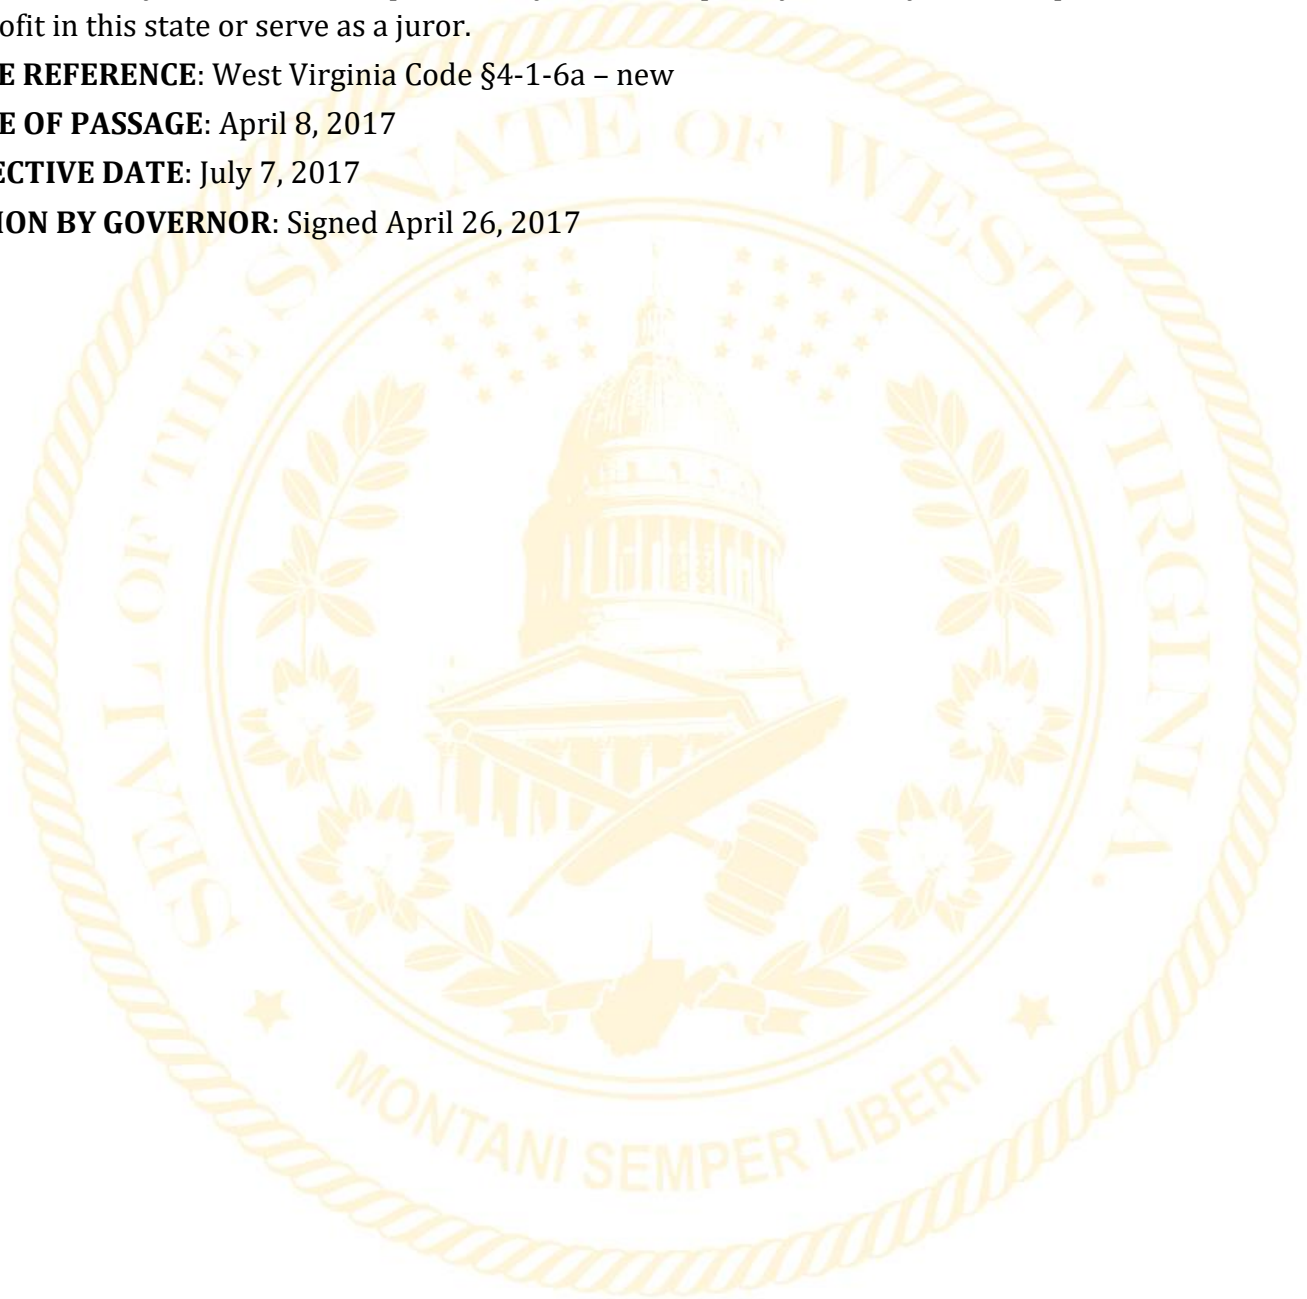 ofit in this state or serve as a juror.
E REFERENCE: West Virginia Code §4-1-6a – new
E OF PASSAGE: April 8, 2017
ECTIVE DATE: July 7, 2017
ION BY GOVERNOR: Signed April 26, 2017
SEAL OF THE SENATE OF WEST VIRGINIA
MONTANI SEMPER LIBERI